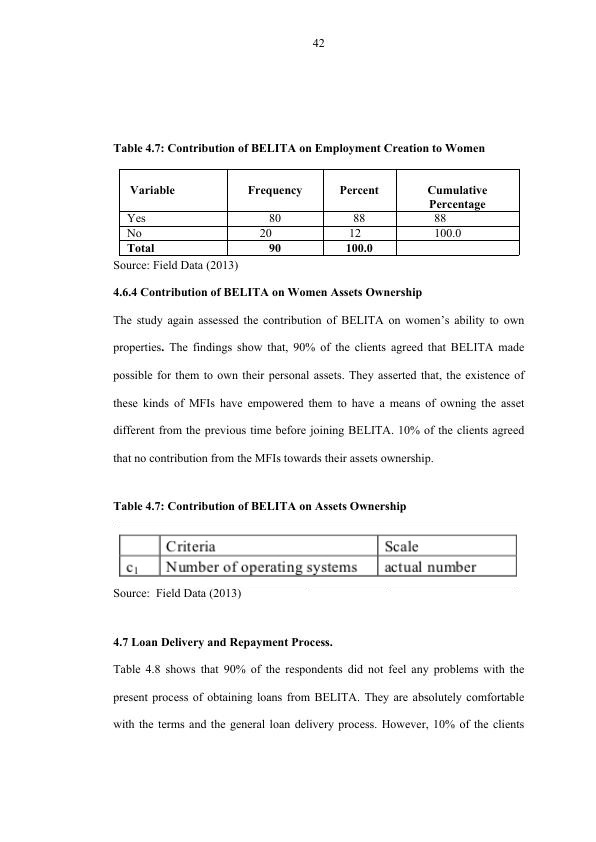 42
Table 4.7: Contribution of BELITA on Employment Creation to Women
Variable Frequency Percent Cumulative
Percentage
Yes 80 88 88
No 20 12 100.0
Total 90 100.0
Source: Field Data (2013)
4.6.4 Contribution of BELITA on Women Assets Ownership
The study again assessed the contribution of BELITA on women’s ability to own
properties. The findings show that, 90% of the clients agreed that BELITA made
possible for them to own their personal assets. They asserted that, the existence of
these kinds of MFIs have empowered them to have a means of owning the asset
different from the previous time before joining BELITA. 10% of the clients agreed
that no contribution from the MFIs towards their assets ownership.
Table 4.7: Contribution of BELITA on Assets Ownership
Criteria Scale
c₁ Number of operating systems actual number
Source: Field Data (2013)
4.7 Loan Delivery and Repayment Process.
Table 4.8 shows that 90% of the respondents did not feel any problems with the
present process of obtaining loans from BELITA. They are absolutely comfortable
with the terms and the general loan delivery process. However, 10% of the clients